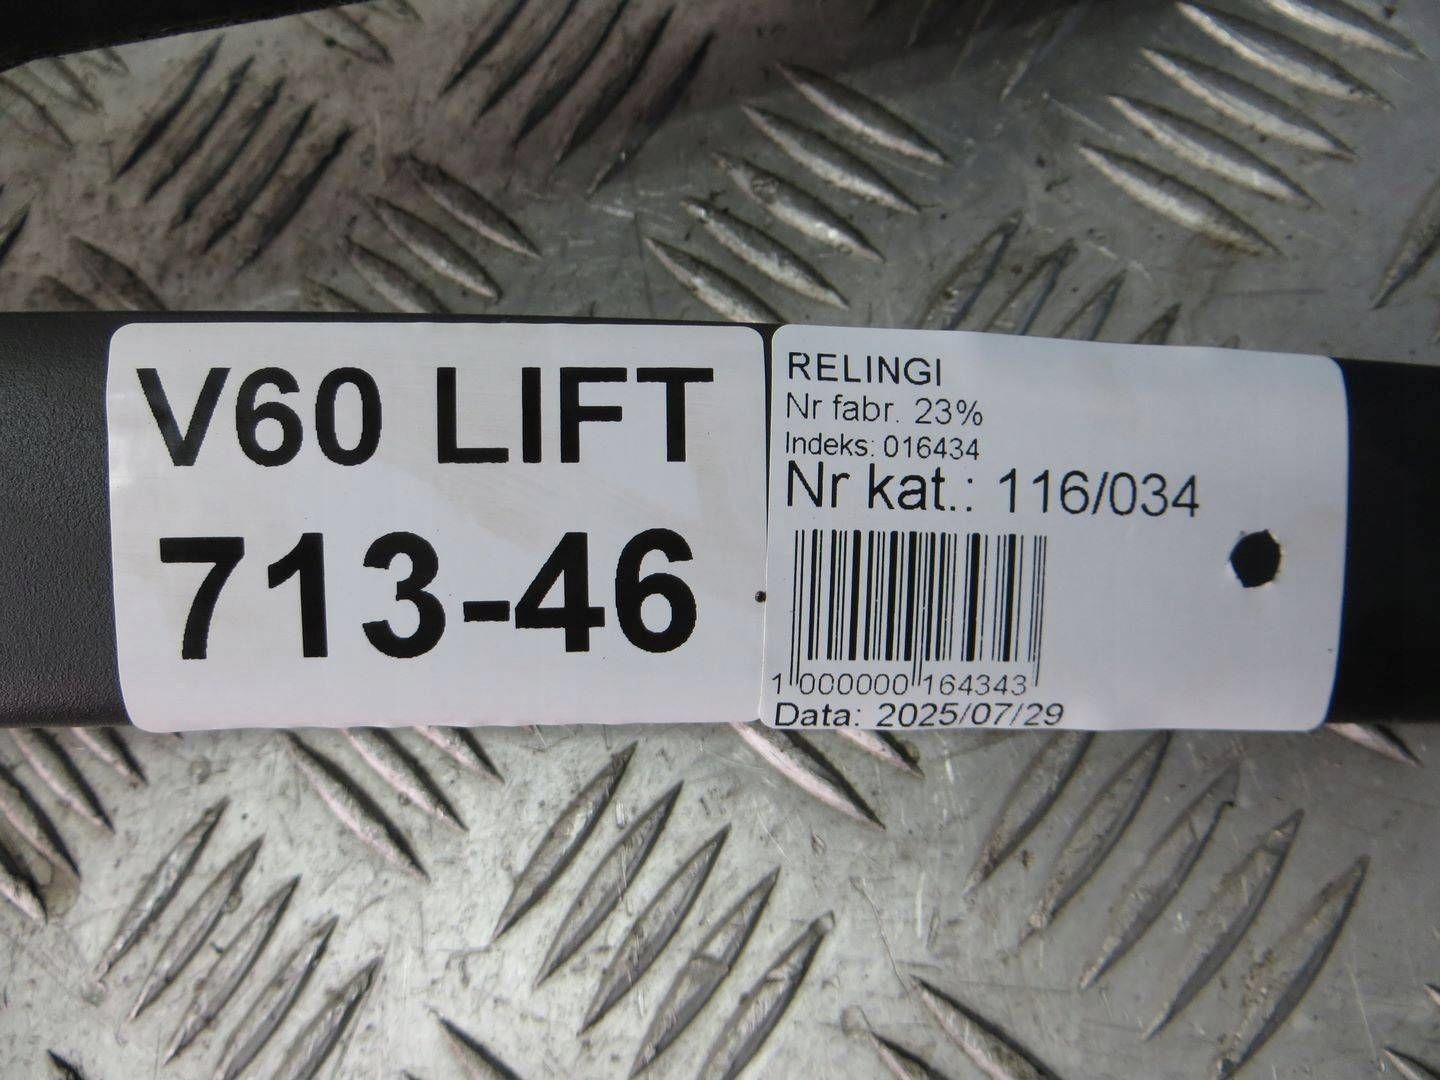 V60 LIFT
713-46
RELINGI
Nr fabr. 23%
Indeks: 016434
Nr kat.: 116/034
1 000000 164343
Data: 2025/07/29